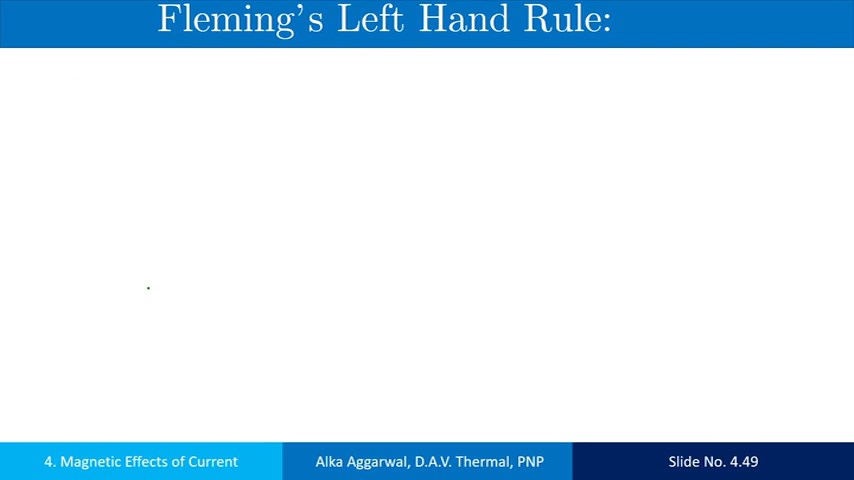 Fleming's Left Hand Rule:
4. Magnetic Effects of Current
Alka Aggarwal, D.A.V. Thermal, PNP
Slide No. 4.49